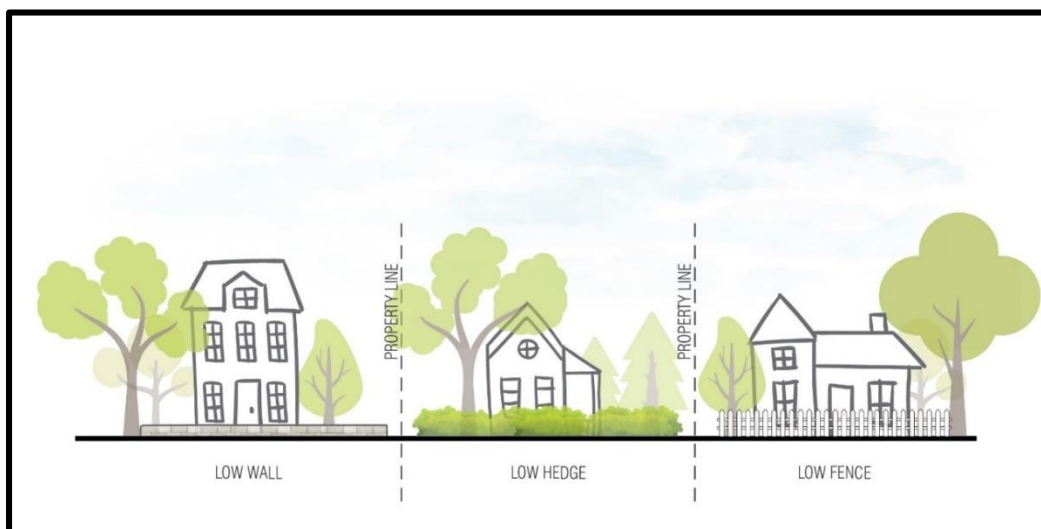 PROPERTY LINE
PROPERTY LINE
LOW WALL
LOW HEDGE
LOW FENCE